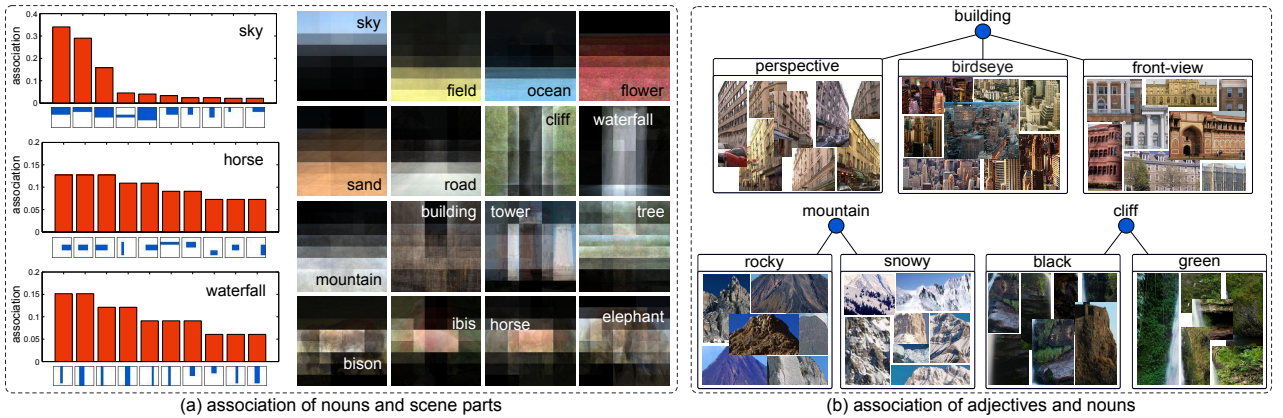 association
0.4
0.3
0.2
0.1
0
sky
association
0.2
0.15
0.1
0.05
0
horse
association
0.2
0.15
0.1
0.05
0
waterfall
sky
field
ocean
flower
sand
road
cliff
waterfall
mountain
building
tower
tree
bison
ibis
horse
elephant
(a) association of nouns and scene parts
building
perspective
birdseye
front-view
mountain
cliff
rocky
snowy
black
green
(b) association of adjectives and nouns